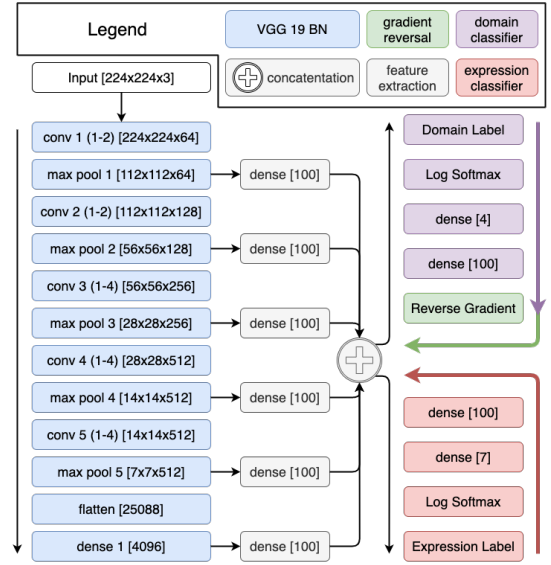 Legend
VGG 19 BN
gradient
reversal
domain
classifier
concatentation
feature
extraction
expression
classifier
Input [224x224x3]
conv 1 (1-2) [224x224x64]
max pool 1 [112x112x64]
dense [100]
conv 2 (1-2) [112x112x128]
max pool 2 [56x56x128]
dense [100]
conv 3 (1-4) [56x56x256]
max pool 3 [28x28x256]
dense [100]
conv 4 (1-4) [28x28x512]
max pool 4 [14x14x512]
dense [100]
conv 5 (1-4) [14x14x512]
max pool 5 [7x7x512]
dense [100]
flatten [25088]
dense 1 [4096]
dense [100]
Domain Label
Log Softmax
dense [4]
dense [100]
Reverse Gradient
dense [100]
dense [7]
Log Softmax
Expression Label